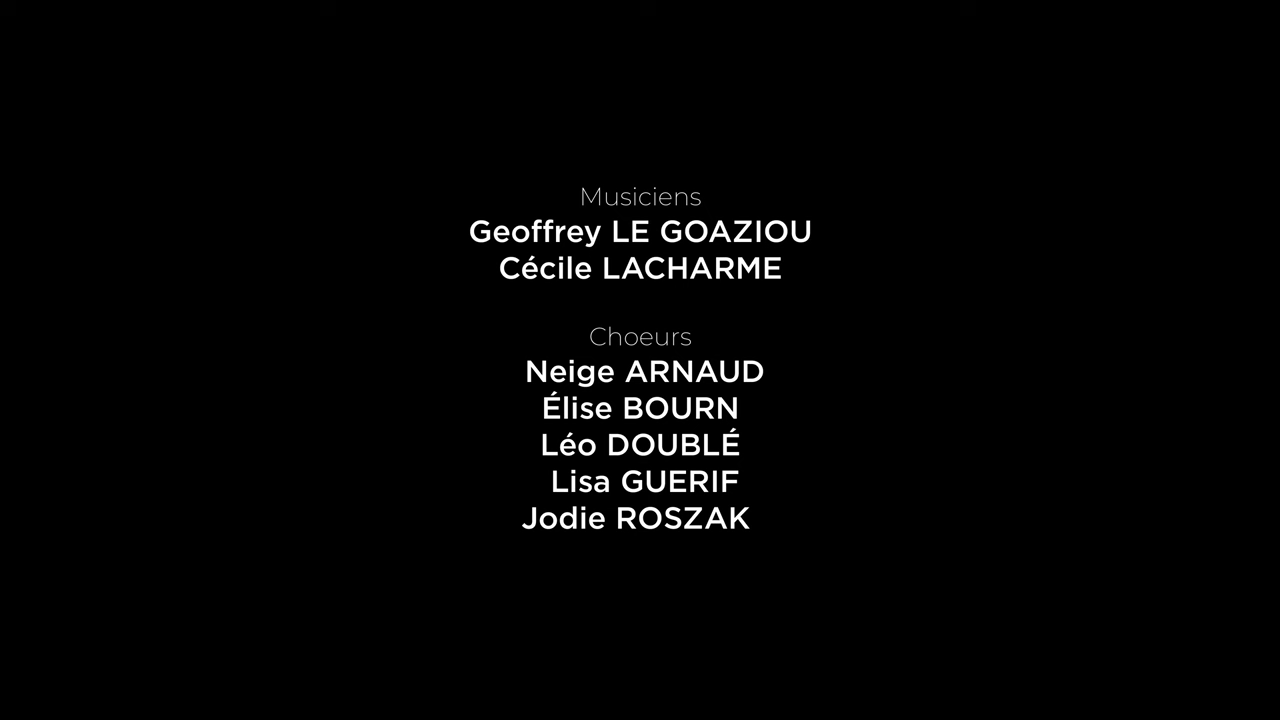 Musiciens
Geoffrey LE GOAZIOU
Cécile LACHARME
Choeurs
Neige ARNAUD
Élise BOURN
Léo DOUBLÉ
Lisa GUERIF
Jodie ROSZAK